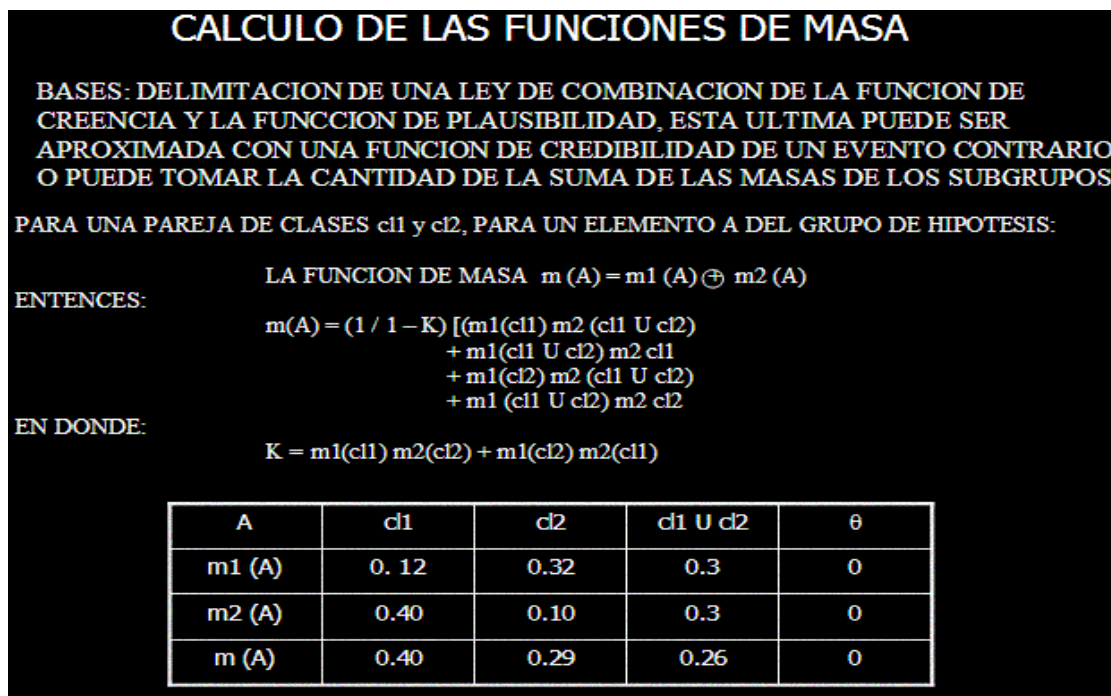 CALCULO DE LAS FUNCIONES DE MASA
BASES: DELIMITACION DE UNA LEY DE COMBINACION DE LA FUNCION DE
CREENCIA Y LA FUNCCION DE PLAUSIBILIDAD, ESTA ULTIMA PUEDE SER
APROXIMADA CON UNA FUNCION DE CREDIBILIDAD DE UN EVENTO CONTRARIO
O PUEDE TOMAR LA CANTIDAD DE LA SUMA DE LAS MASAS DE LOS SUBGRUPOS
PARA UNA PAREJA DE CLASES cl1 y cl2, PARA UN ELEMENTO A DEL GRUPO DE HIPOTESIS:
LA FUNCION DE MASA m (A) = m1 (A) ⊕ m2 (A)
ENTENCES:
m(A) = (1 / 1 – K) [(m1(cl1) m2 (cl1 U cl2)
+ m1(cl1 U cl2) m2 cl1
+ m1(cl2) m2 (cl1 U cl2)
+ m1 (cl1 U cl2) m2 cl2
EN DONDE:
K = m1(cl1) m2(cl2) + m1(cl2) m2(cl1)
A cl1 cl2 cl1 U cl2 θ
m1 (A) 0. 12 0.32 0.3 0
m2 (A) 0.40 0.10 0.3 0
m (A) 0.40 0.29 0.26 0